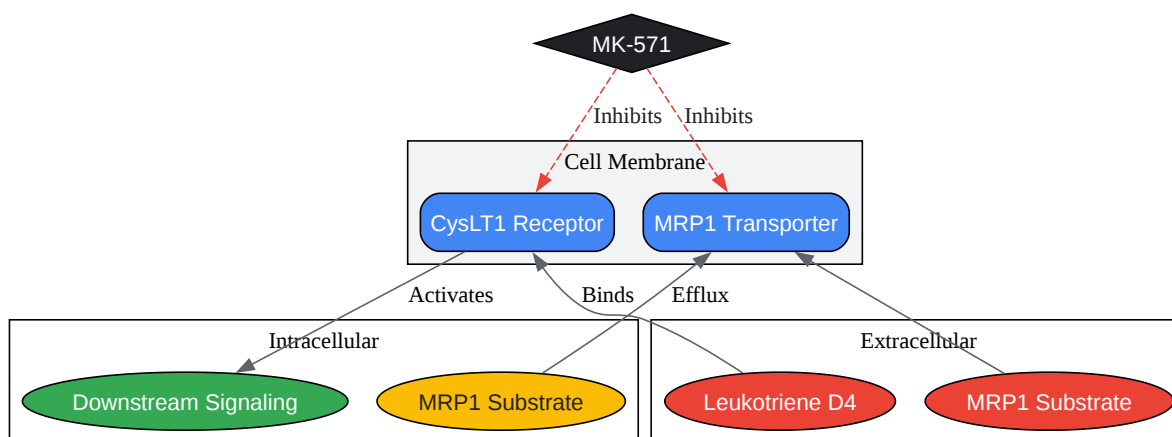 MK-571
Inhibits
Inhibits
Cell Membrane
CysLT1 Receptor
MRP1 Transporter
Activates
Binds
Efflux
Intracellular
Extracellular
Downstream Signaling
MRP1 Substrate
Leukotriene D4
MRP1 Substrate